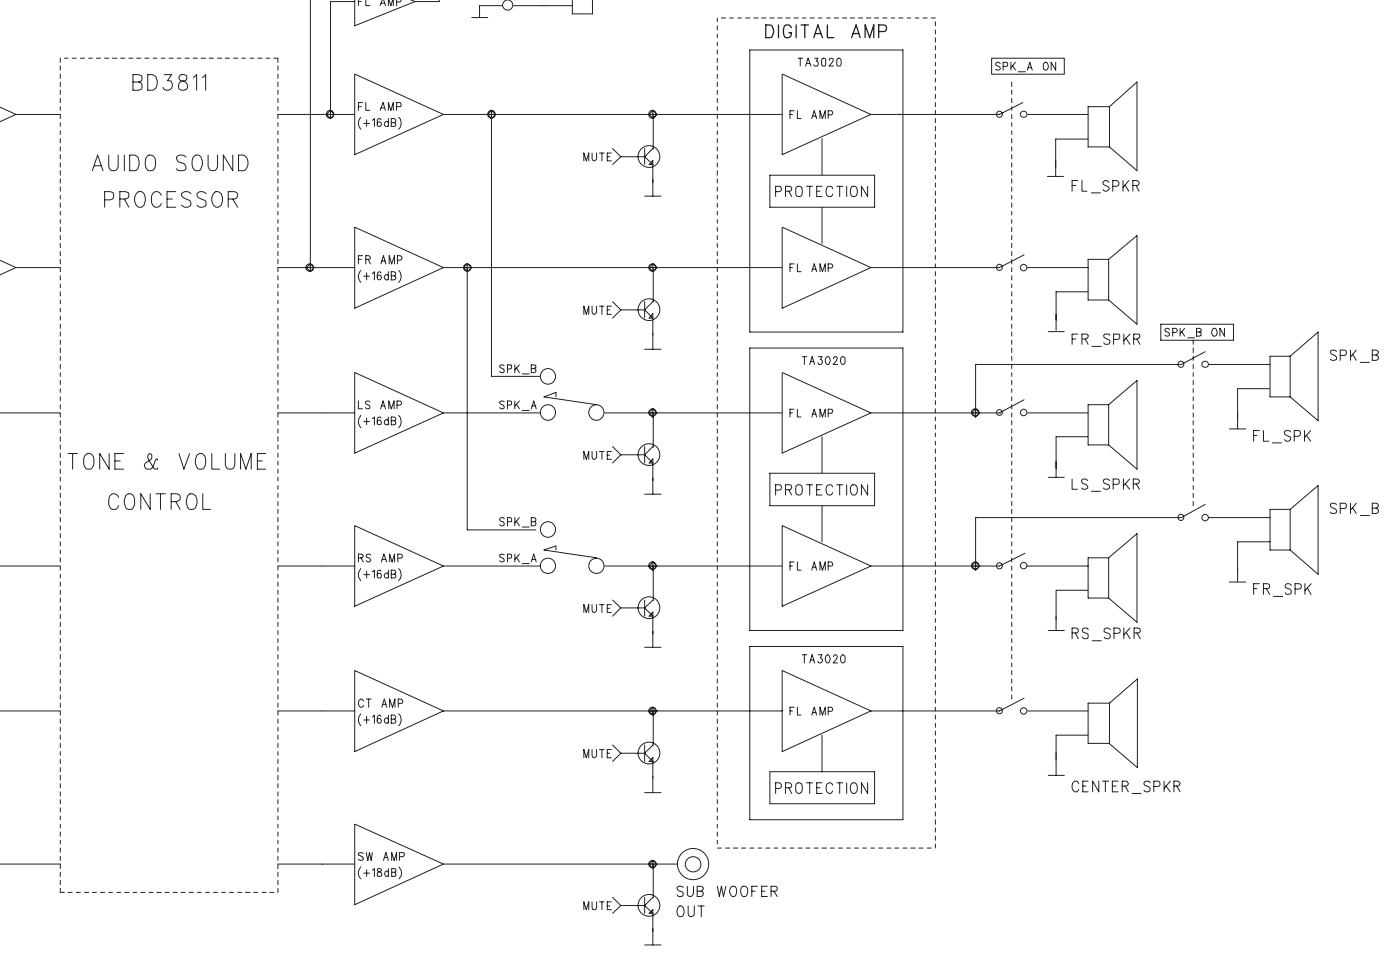 FL AMP
DIGITAL AMP
BD3811
AUIDO SOUND
PROCESSOR
TONE & VOLUME
CONTROL
FL AMP
(+16dB)
MUTE
TA3020
FL AMP
PROTECTION
SPK_A ON
FL_SPKR
FR AMP
(+16dB)
MUTE
FL AMP
FR_SPKR
SPK_B ON
SPK_B
FL_SPK
SPK_B
SPK_A
LS AMP
(+16dB)
MUTE
TA3020
FL AMP
PROTECTION
LS_SPKR
SPK_B
FR_SPK
SPK_B
SPK_A
RS AMP
(+16dB)
MUTE
FL AMP
RS_SPKR
CT AMP
(+16dB)
MUTE
TA3020
FL AMP
PROTECTION
CENTER_SPKR
SW AMP
(+18dB)
MUTE
SUB WOOFER
OUT